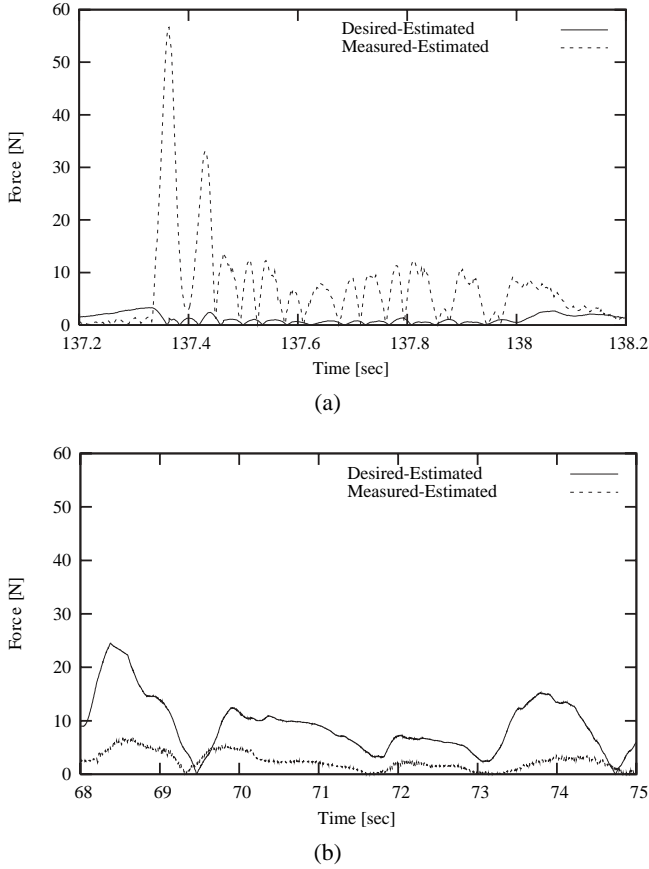 60
50
40
30
20
10
0
Force [N]
Desired-Estimated
Measured-Estimated
137.2 137.4 137.6 137.8 138 138.2
Time [sec]
(a)
60
50
40
30
20
10
0
Force [N]
Desired-Estimated
Measured-Estimated
68 69 70 71 72 73 74 75
Time [sec]
(b)